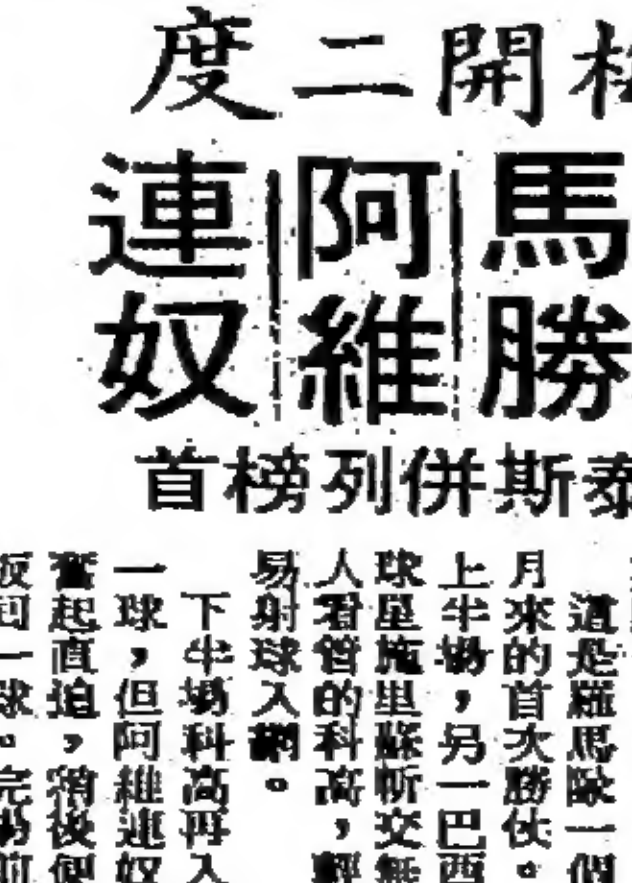 梅開二度
馬勝
阿維
連奴
泰斯併列榜首
這是羅馬隊一個
月來的首次勝仗。
上半場，另一巴西
球星施里蘇交無
人看管的科高，輕
易射球入網。
下半場科高再入
一球，但阿維連奴
奮起直追，稍後便
扳回一球。完場前